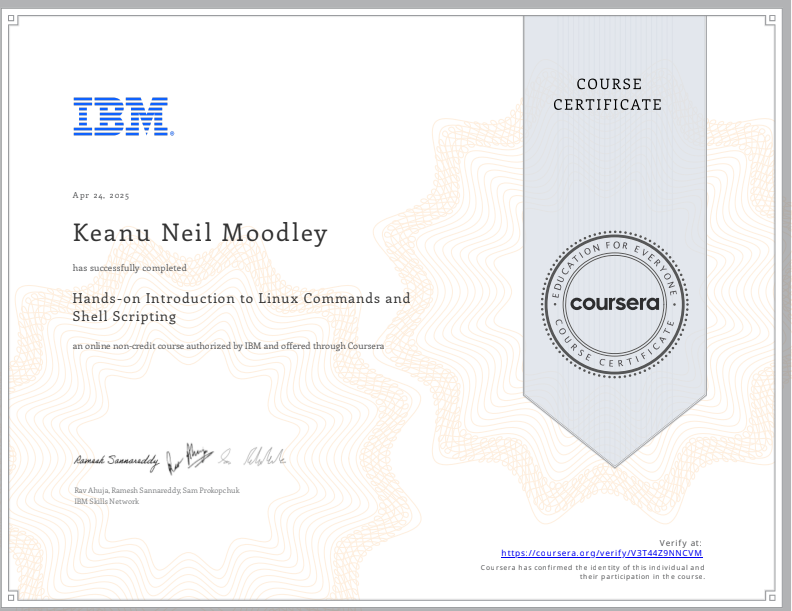 IBM®
Apr 24, 2025
Keanu Neil Moodley
has successfully completed
Hands-on Introduction to Linux Commands and
Shell Scripting
an online non-credit course authorized by IBM and offered through Coursera
Ramesh Sannareddy
Rav Ahuja, Ramesh Sannareddy, Sam Prokopchuk
IBM Skills Network
COURSE
CERTIFICATE
EDUCATION FOR EVERYONE
coursera
COURSE CERTIFICATE
Verify at:
https://coursera.org/verify/V3T44Z9NNCVM
Coursera has confirmed the identity of this individual and
their participation in the course.